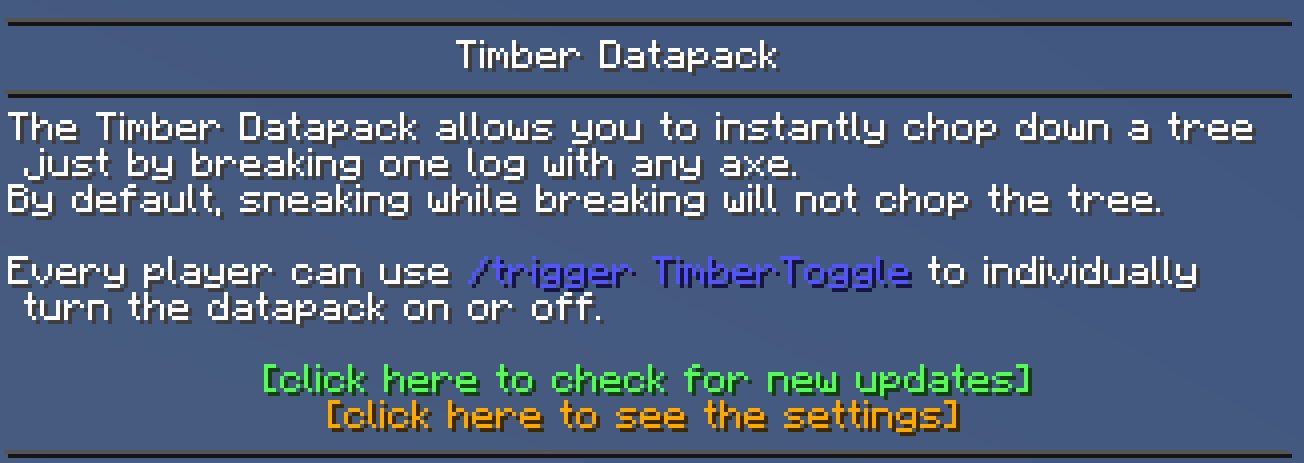 Timber Datapack
The Timber Datapack allows you to instantly chop down a tree
just by breaking one log with any axe.
By default, sneaking while breaking will not chop the tree.
Every player can use /trigger TimberToggle to individually
turn the datapack on or off.
[click here to check for new updates]
[click here to see the settings]